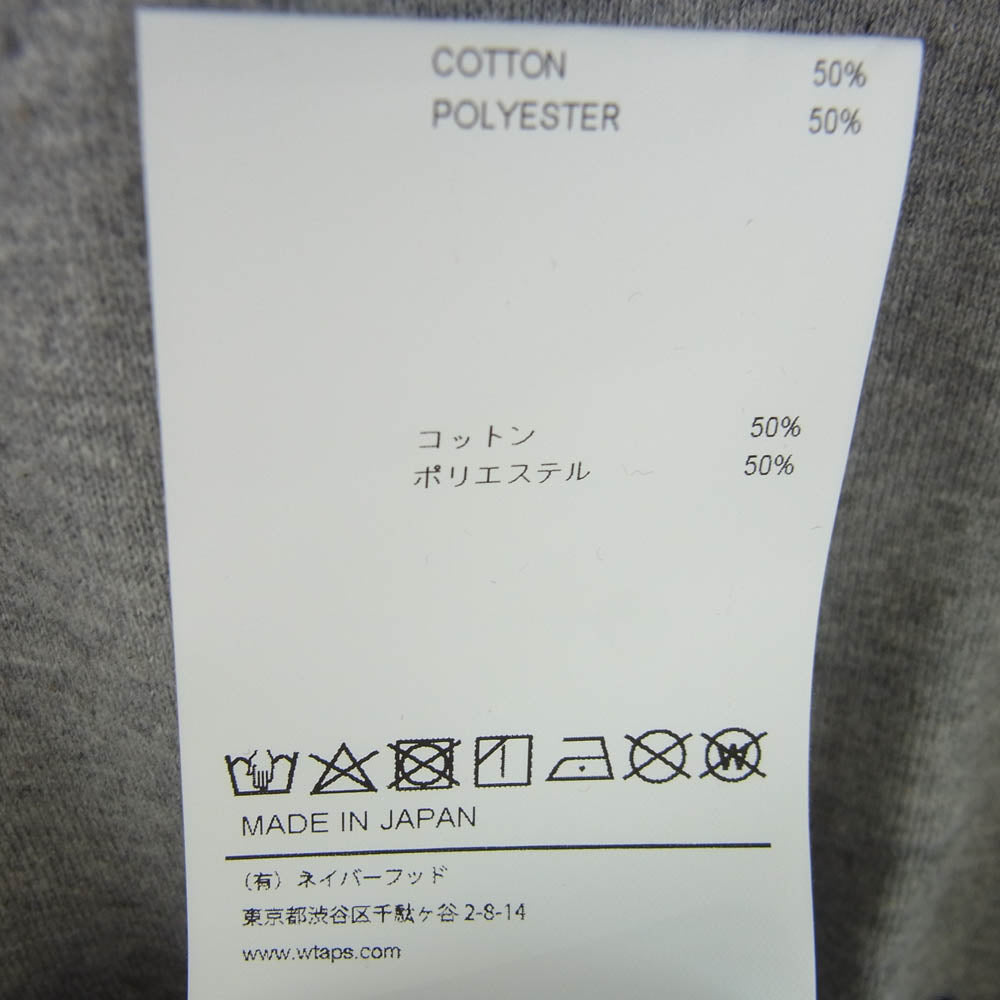 COTTON 50%
POLYESTER 50%
コットン 50%
ポリエステル 50%
W
MADE IN JAPAN
(有) ネイバーフッド
東京都渋谷区千駄ケ谷 2-8-14
www.wtaps.com